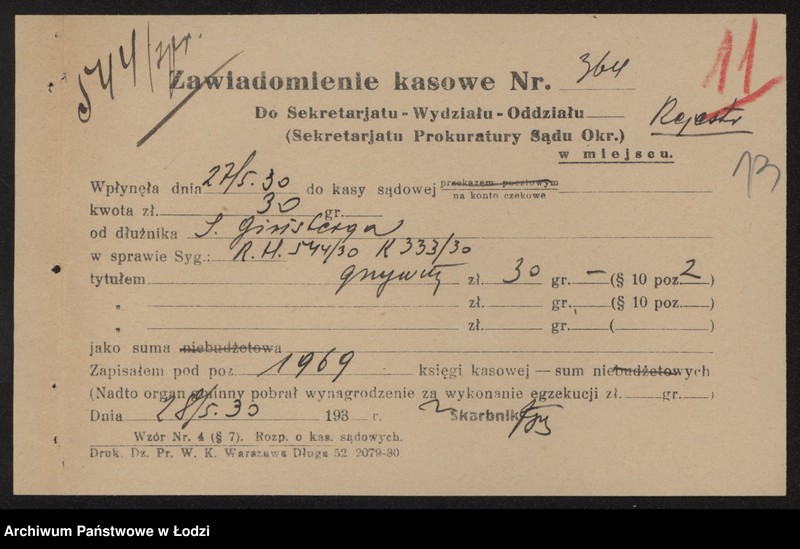 544/spr.
Zawiadomienie kasowe Nr. 364
11
Do Sekretarjatu - Wydziału - Oddziału Rejestr
(Sekretarjatu Prokuratury Sądu Okr.)
w miejscu.
13
Wpłynęła dnia 27/5.30 do kasy sądowej przekazem pocztowym
na konto czekowe
kwota zł. 30 gr.
od dłużnika S. Ginsberga
w sprawie Syg.: R.H. 544/30 K 333/30
tytułem grzywny zł. 30 gr. — (§ 10 poz. 2)
" zł. gr. (§ 10 poz. )
" zł. gr. ( )
jako suma niebudżetowa
Zapisałem pod poz. 1969 księgi kasowej — sum niebudżetowych
(Nadto organ gminny pobrał wynagrodzenie za wykonanie egzekucji zł. gr. )
Dnia 28/5.30 193 r. Skarbnik
Wzór Nr. 4 (§ 7). Rozp. o kas. sądowych.
Druk. Dz. Pr. W. K. Warszawa Długa 52 2079-30
Archiwum Państwowe w Łodzi